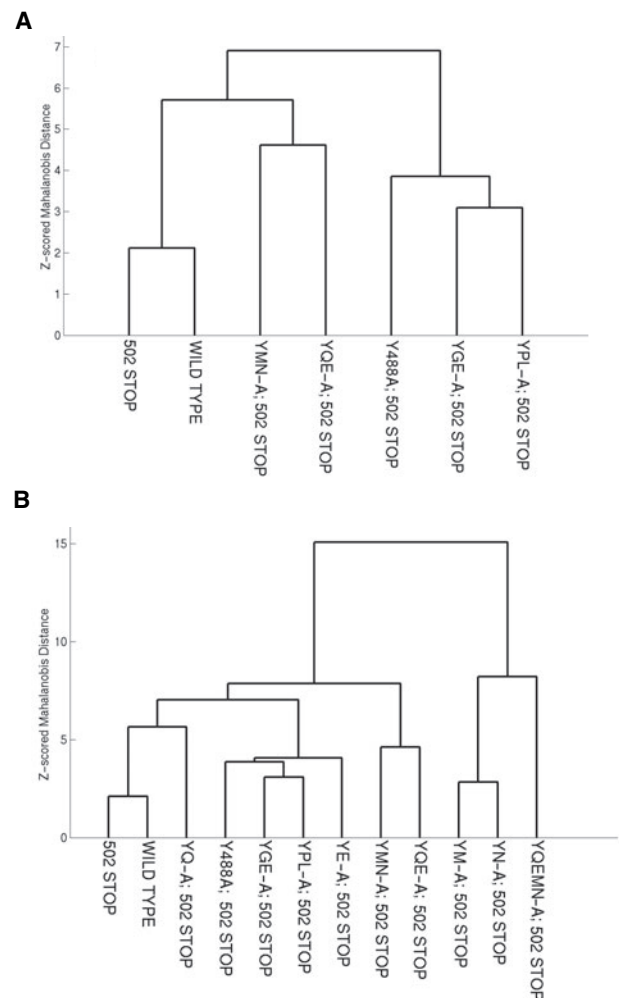 A
7
6
5
4
3
2
1
0
Z-scored Mahalanobis Distance
502 STOP
WILD TYPE
YMN-A; 502 STOP
YQE-A; 502 STOP
Y488A; 502 STOP
YGE-A; 502 STOP
YPL-A; 502 STOP
B
15
10
5
0
Z-scored Mahalanobis Distance
502 STOP
WILD TYPE
YQ-A; 502 STOP
Y488A; 502 STOP
YGE-A; 502 STOP
YPL-A; 502 STOP
YE-A; 502 STOP
YMN-A; 502 STOP
YQE-A; 502 STOP
YM-A; 502 STOP
YN-A; 502 STOP
YQEMN-A; 502 STOP